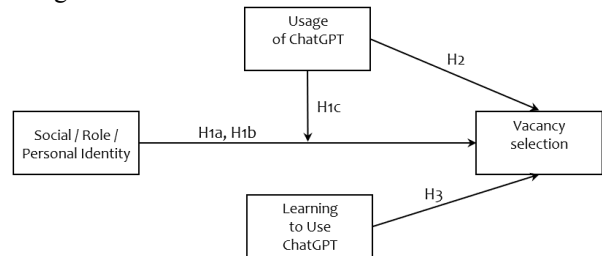 Usage
of ChatGPT
H2
H1c
Social / Role /
Personal Identity
H1a, H1b
Vacancy
selection
H3
Learning
to Use
ChatGPT